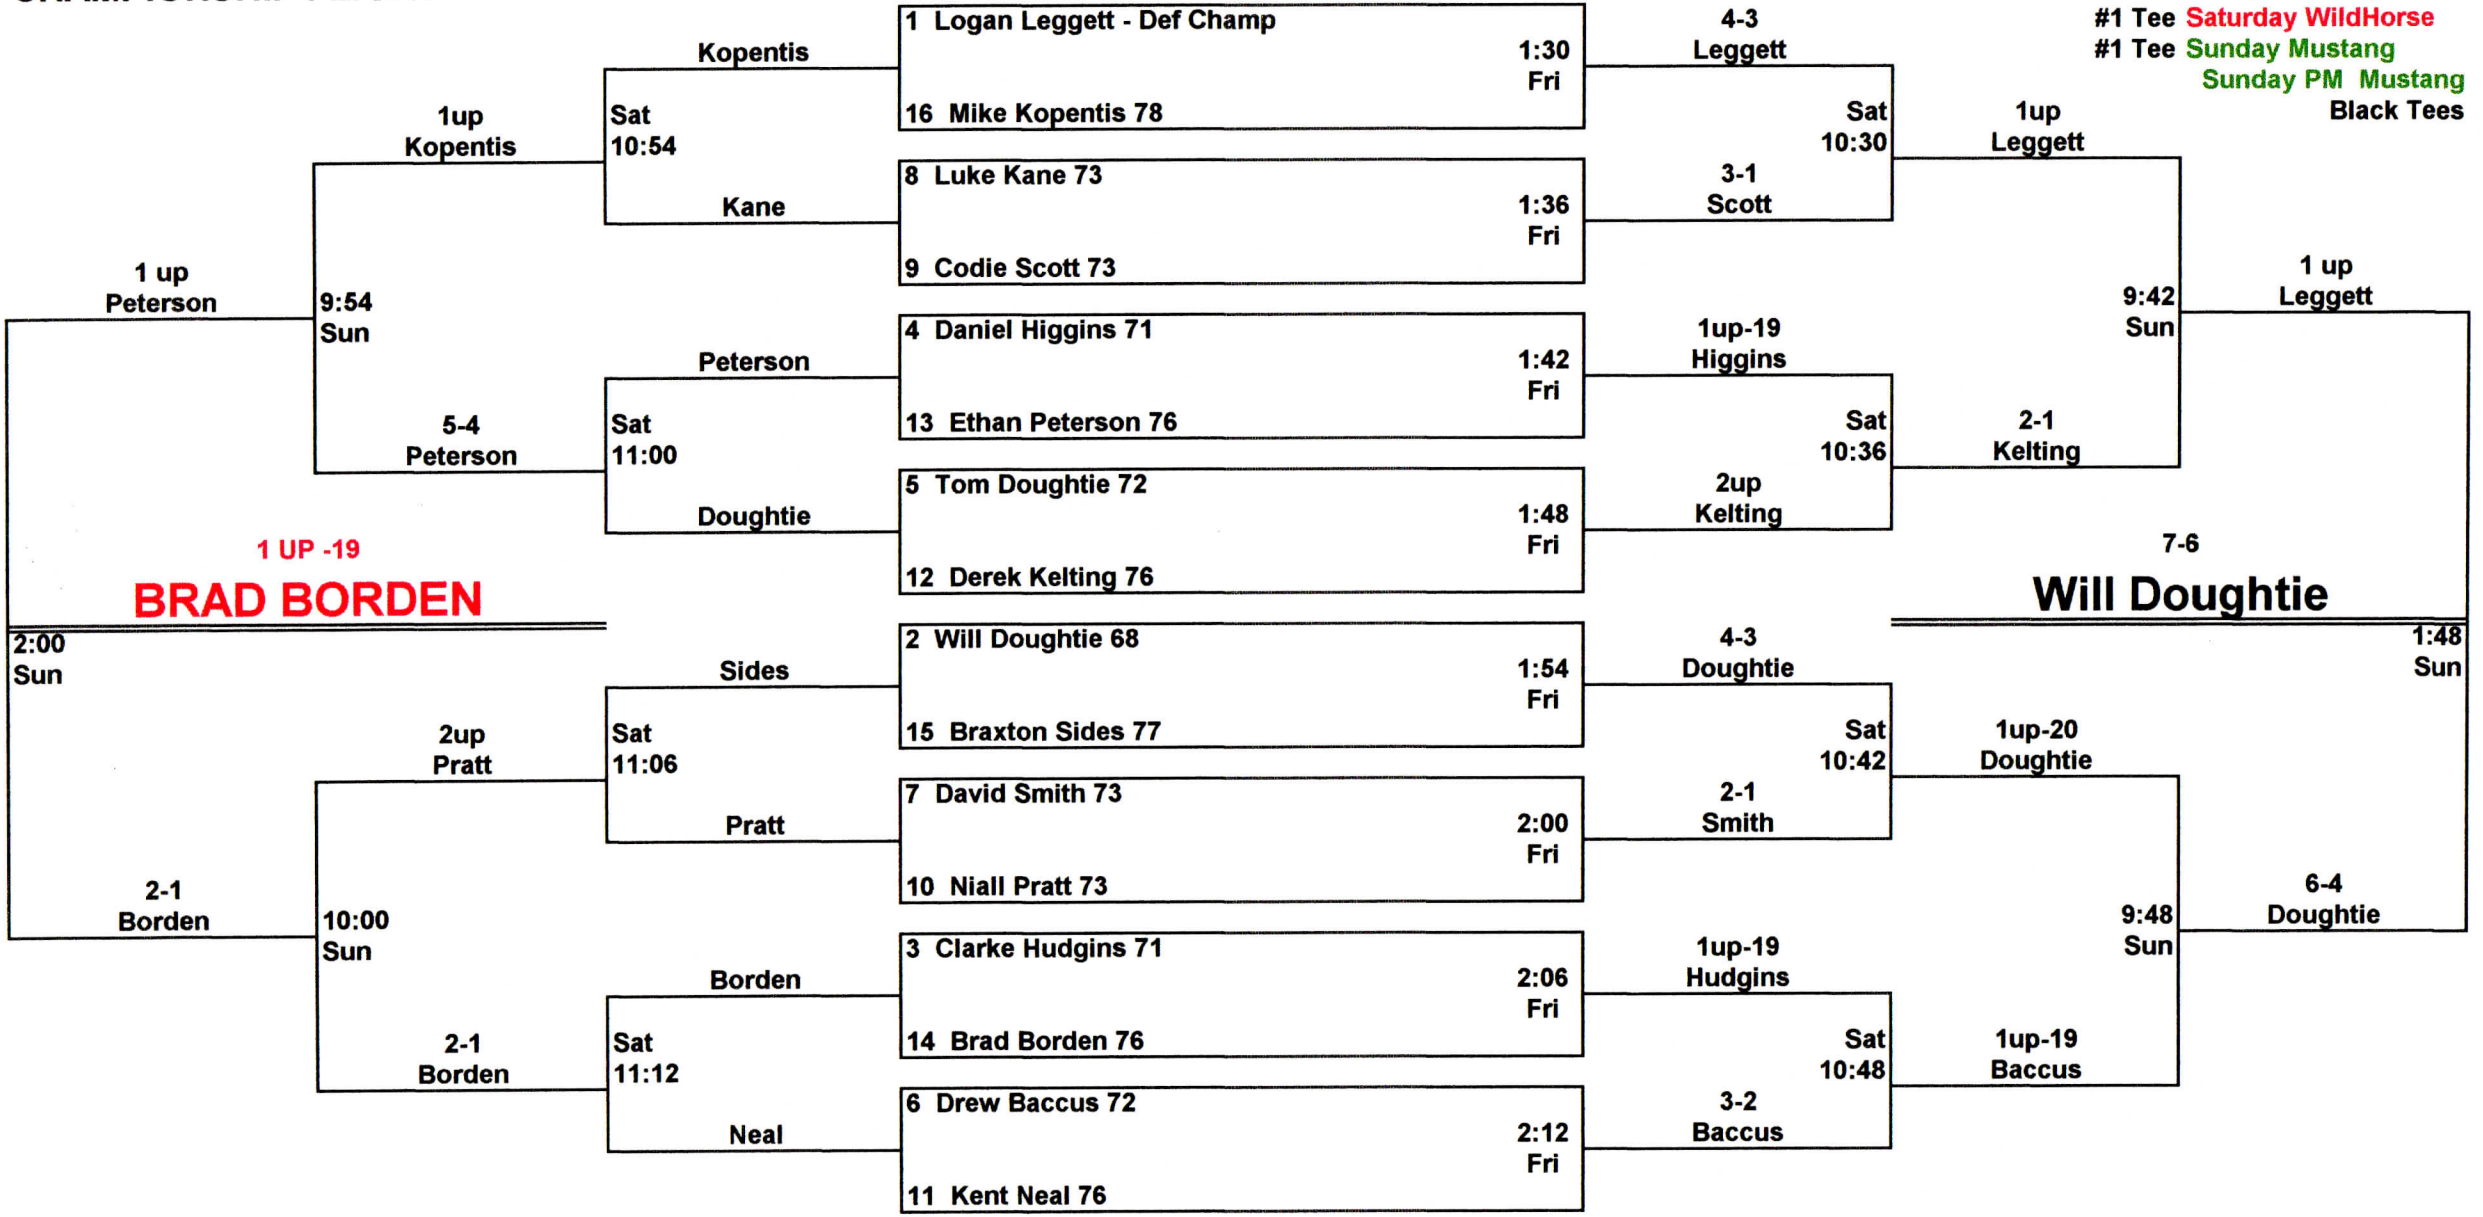 #1 Tee Saturday WildHorse
#1 Tee Sunday Mustang
Sunday PM Mustang
Black Tees
1 Logan Leggett - Def Champ
1:30
Fri
16 Mike Kopentis 78
8 Luke Kane 73
1:36
Fri
9 Codie Scott 73
4 Daniel Higgins 71
1:42
Fri
13 Ethan Peterson 76
5 Tom Doughtie 72
1:48
Fri
12 Derek Kelting 76
2 Will Doughtie 68
1:54
Fri
15 Braxton Sides 77
7 David Smith 73
2:00
Fri
10 Niall Pratt 73
3 Clarke Hudgins 71
2:06
Fri
14 Brad Borden 76
6 Drew Baccus 72
2:12
Fri
11 Kent Neal 76
Kopentis
Sat
10:54
Kane
Peterson
Sat
11:00
Doughtie
Sides
Sat
11:06
Pratt
Borden
Sat
11:12
Neal
1up
Kopentis
9:54
Sun
5-4
Peterson
2up
Pratt
10:00
Sun
2-1
Borden
1 up
Peterson
1 UP -19
BRAD BORDEN
2:00
Sun
2-1
Borden
4-3
Leggett
Sat
10:30
3-1
Scott
1up-19
Higgins
Sat
10:36
2up
Kelting
4-3
Doughtie
Sat
10:42
2-1
Smith
1up-19
Hudgins
Sat
10:48
3-2
Baccus
1up
Leggett
9:42
Sun
2-1
Kelting
1up-20
Doughtie
9:48
Sun
1up-19
Baccus
1 up
Leggett
7-6
Will Doughtie
1:48
Sun
6-4
Doughtie